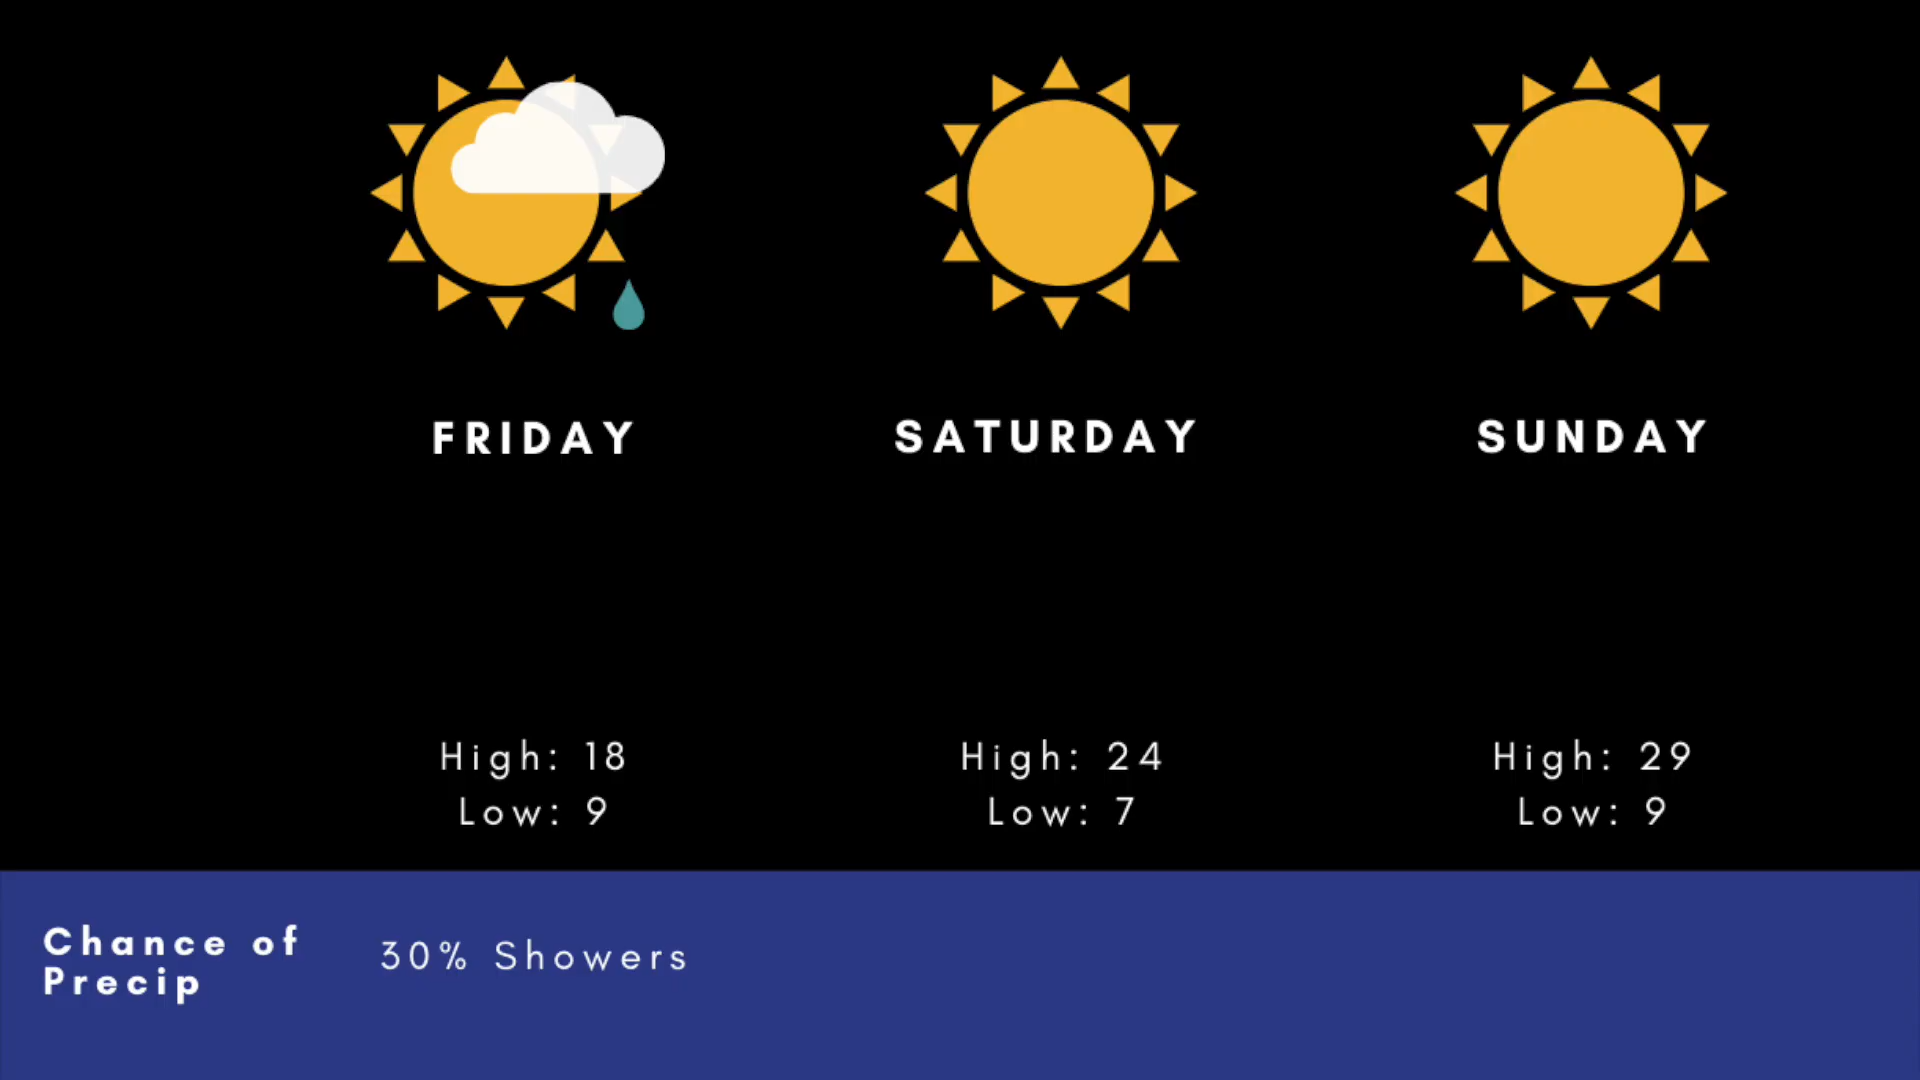 FRIDAY
SATURDAY
SUNDAY
High: 18
Low: 9
High: 24
Low: 7
High: 29
Low: 9
Chance of
Precip
30% Showers